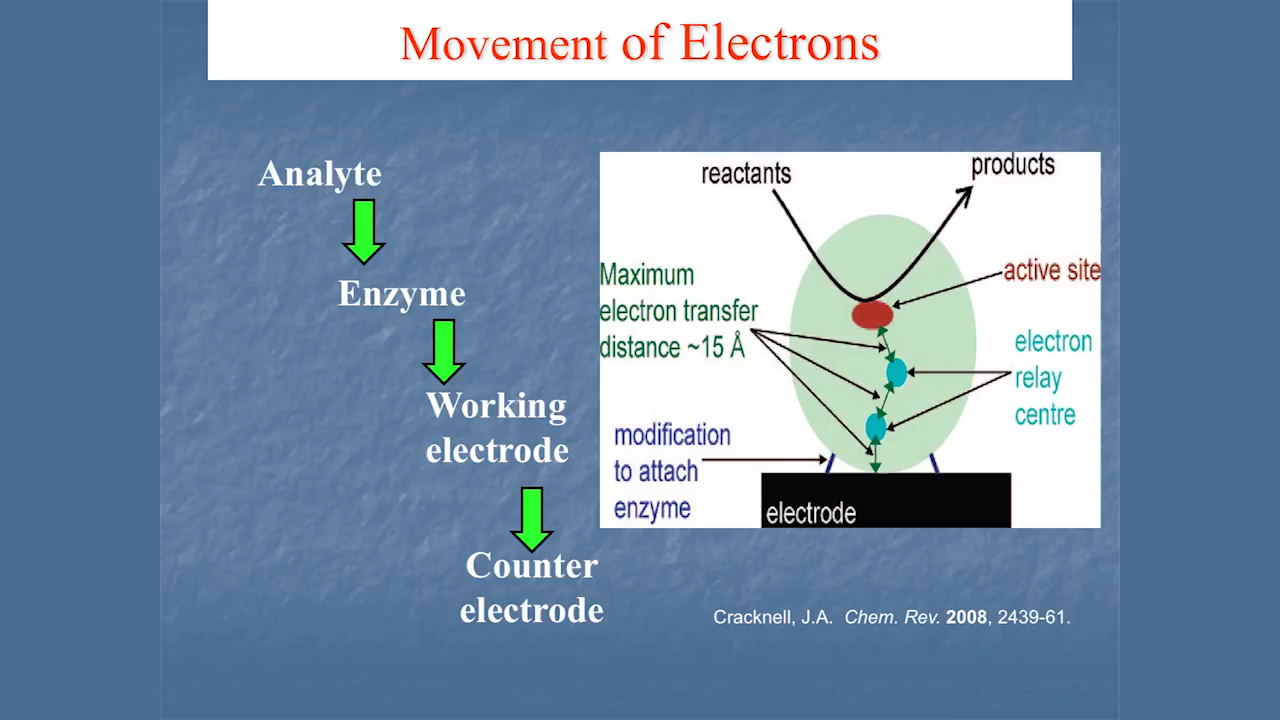 Movement of Electrons
Analyte
Enzyme
Working
electrode
Counter
electrode
reactants
products
Maximum
electron transfer
distance ~15 Å
active site
electron
relay
centre
modification
to attach
enzyme
electrode
Cracknell, J.A. Chem. Rev. 2008, 2439-61.